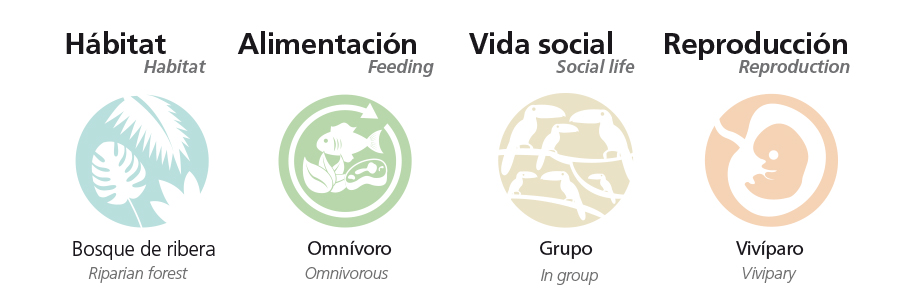 Hábitat
Habitat
Alimentación
Feeding
Vida social
Social life
Reproducción
Reproduction
Bosque de ribera
Riparian forest
Omnívoro
Omnivorous
Grupo
In group
Vivíparo
Vivipary